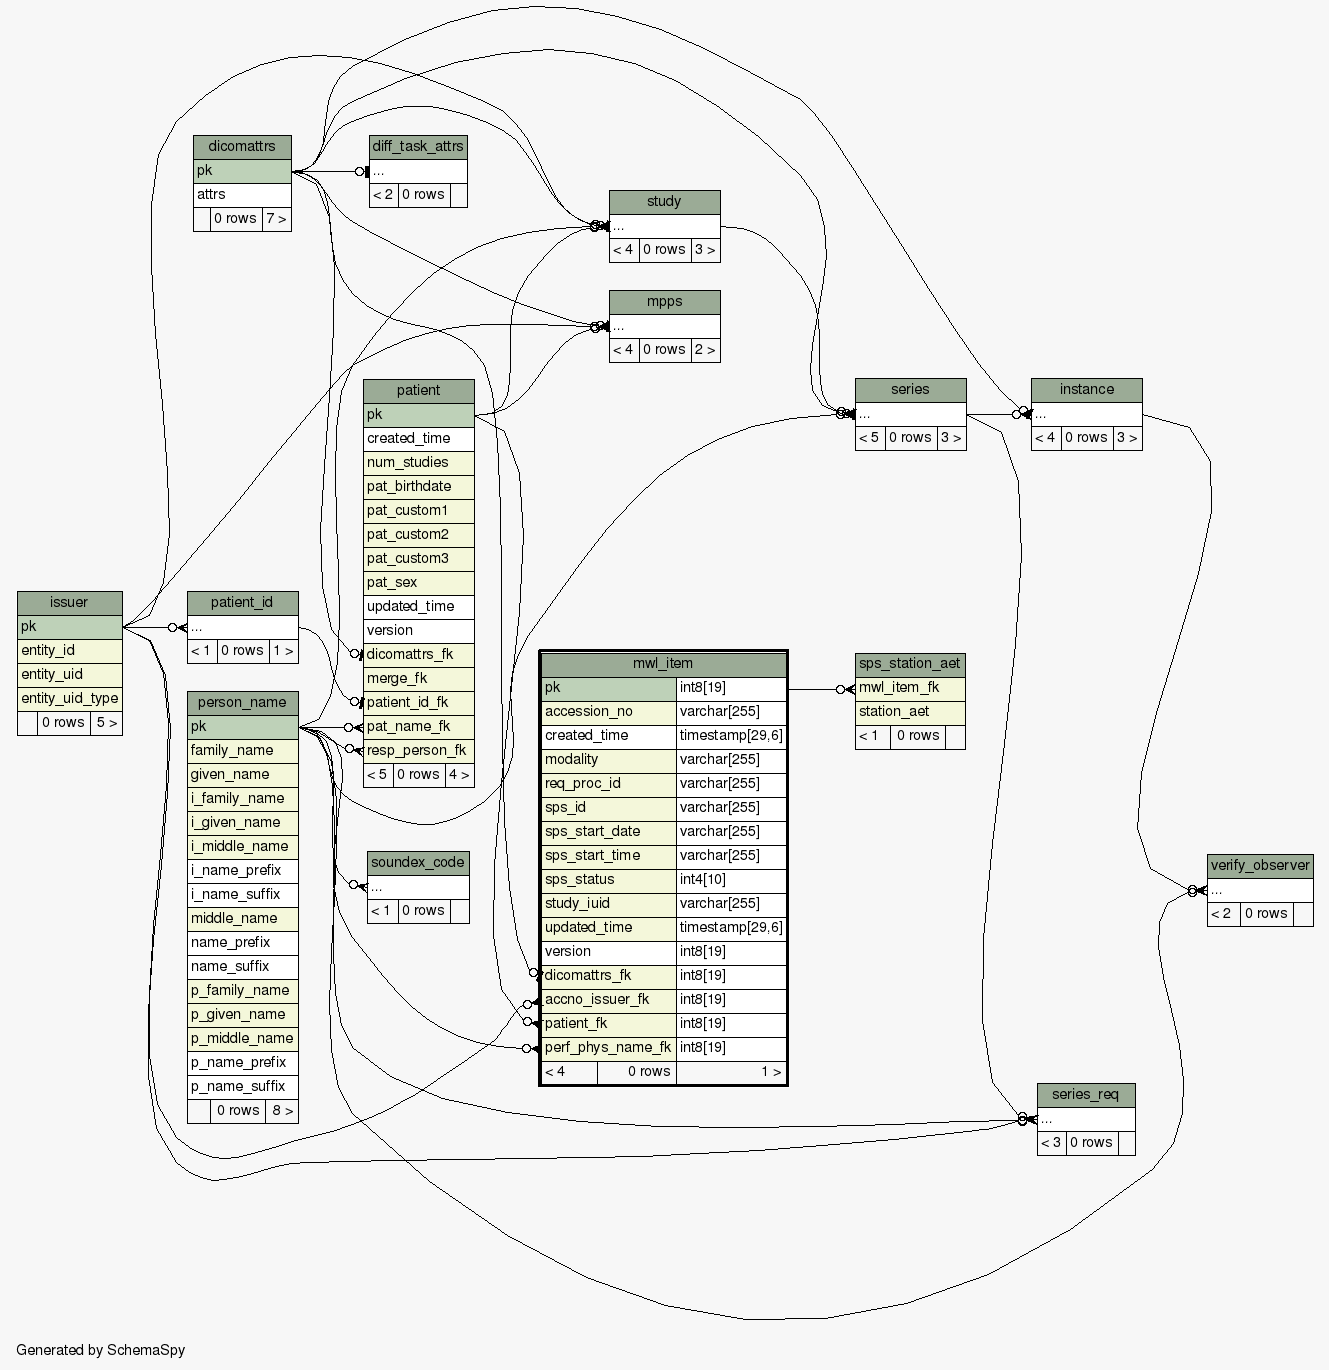 dicomattrs
pk
attrs
0 rows 7 >
diff_task_attrs
...
< 2 0 rows
study
...
< 4 0 rows 3 >
mpps
...
< 4 0 rows 2 >
patient
pk
created_time
num_studies
pat_birthdate
pat_custom1
pat_custom2
pat_custom3
pat_sex
updated_time
version
dicomattrs_fk
merge_fk
patient_id_fk
pat_name_fk
resp_person_fk
< 5 0 rows 4 >
series
...
< 5 0 rows 3 >
instance
...
< 4 0 rows 3 >
issuer
pk
entity_id
entity_uid
entity_uid_type
0 rows 5 >
patient_id
...
< 1 0 rows 1 >
person_name
pk
family_name
given_name
i_family_name
i_given_name
i_middle_name
i_name_prefix
i_name_suffix
middle_name
name_prefix
name_suffix
p_family_name
p_given_name
p_middle_name
p_name_prefix
p_name_suffix
0 rows 8 >
soundex_code
...
< 1 0 rows
mwl_item
pk int8[19]
accession_no varchar[255]
created_time timestamp[29,6]
modality varchar[255]
req_proc_id varchar[255]
sps_id varchar[255]
sps_start_date varchar[255]
sps_start_time varchar[255]
sps_status int4[10]
study_iuid varchar[255]
updated_time timestamp[29,6]
version int8[19]
dicomattrs_fk int8[19]
accno_issuer_fk int8[19]
patient_fk int8[19]
perf_phys_name_fk int8[19]
< 4 0 rows 1 >
sps_station_aet
mwl_item_fk
station_aet
< 1 0 rows
verify_observer
...
< 2 0 rows
series_req
...
< 3 0 rows
Generated by SchemaSpy